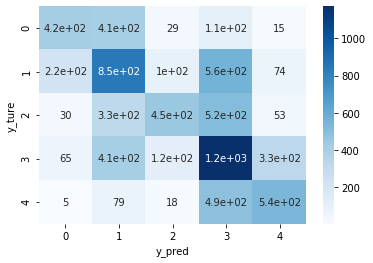 0 4.2e+02 4.1e+02 29 1.1e+02 15
1 2.2e+02 8.5e+02 1e+02 5.6e+02 74
2 30 3.3e+02 4.5e+02 5.2e+02 53
3 65 4.1e+02 1.2e+02 1.2e+03 3.3e+02
4 5 79 18 4.9e+02 5.4e+02
0 1 2 3 4
y_pred
y_ture
1000
800
600
400
200